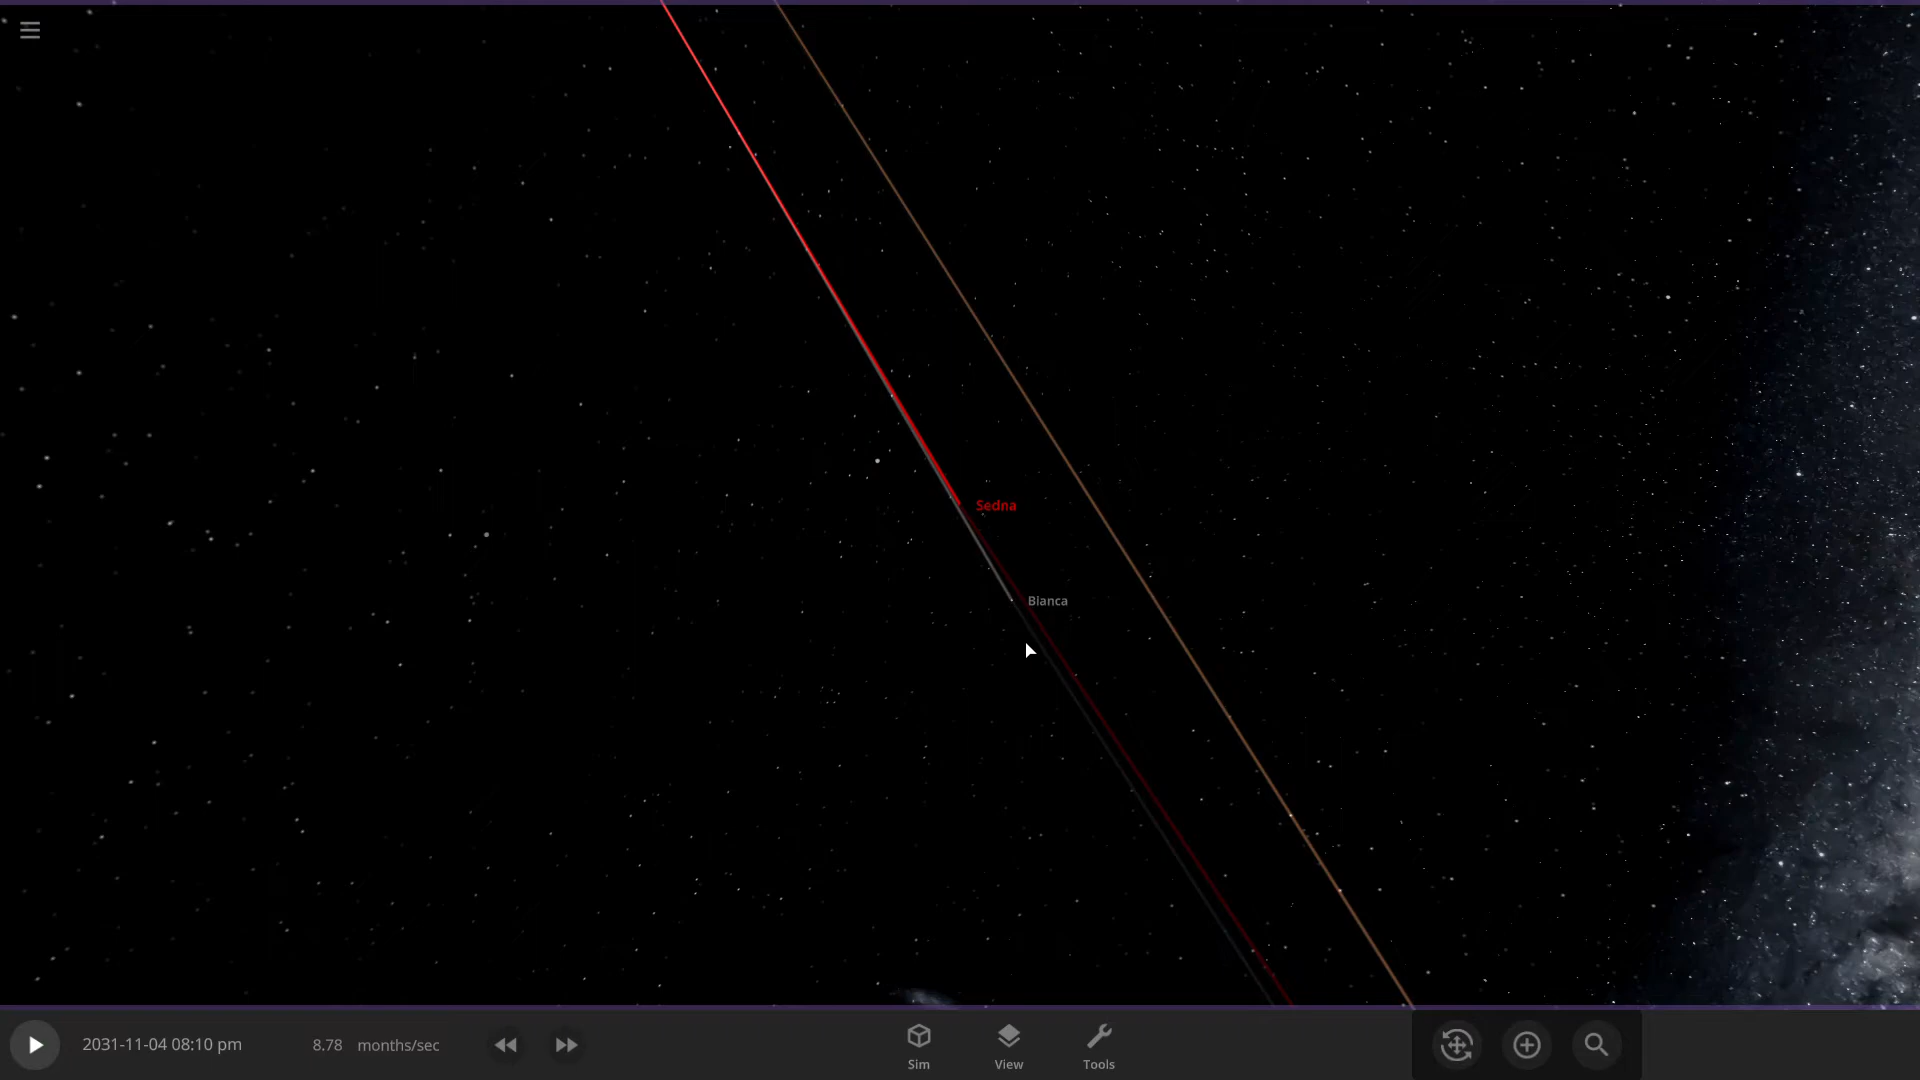 Sedna
Bianca
2031-11-04 08:10 pm
8.78 months/sec
Sim
View
Tools